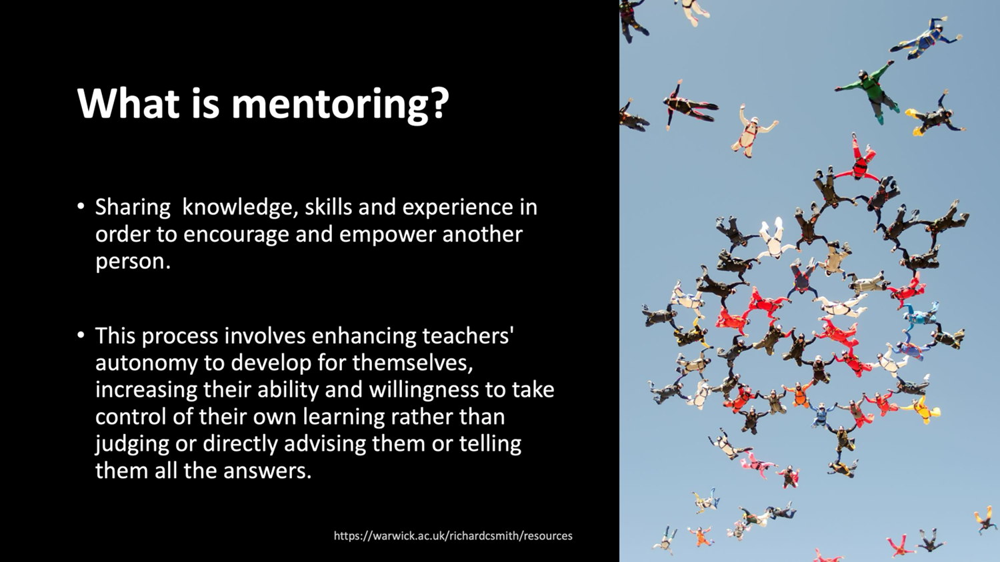 What is mentoring?
• Sharing  knowledge, skills and experience in
order to encourage and empower another
person.
• This process involves enhancing teachers'
autonomy to develop for themselves,
increasing their ability and willingness to take
control of their own learning rather than
judging or directly advising them or telling
them all the answers.
https://warwick.ac.uk/richardcsmith/resources